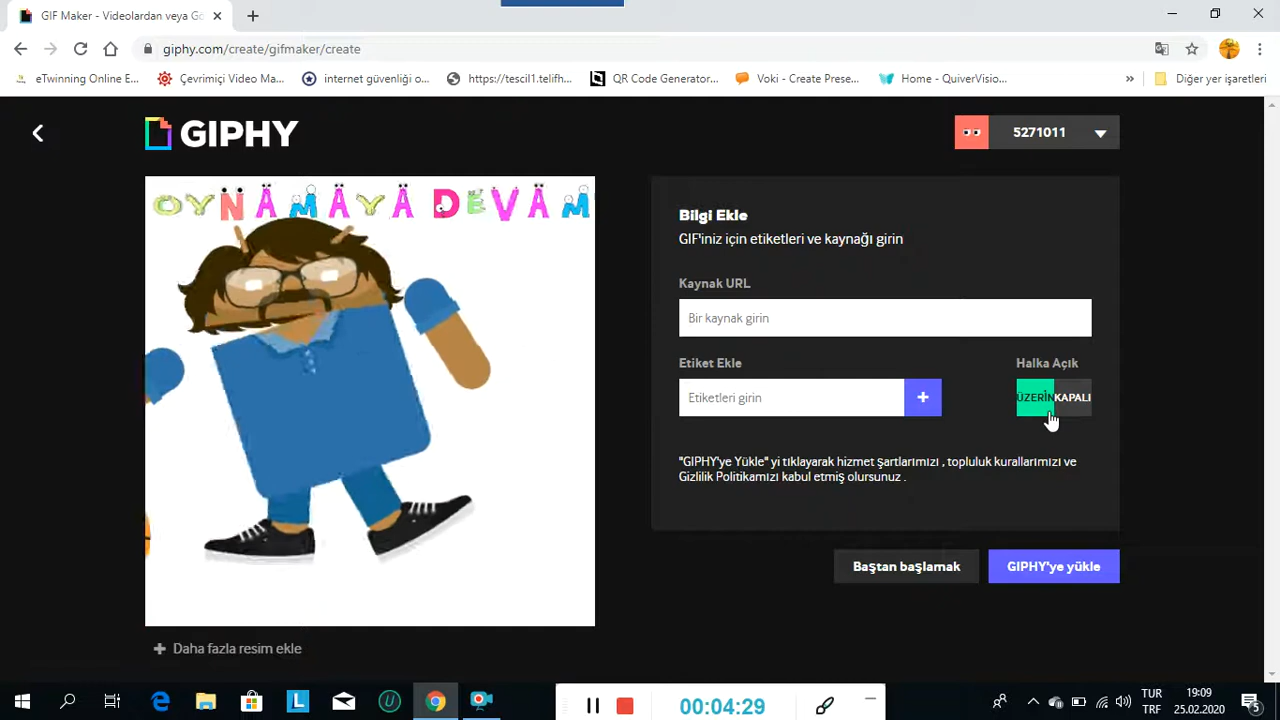 GIF Maker - Videolardan veya Gö
giphy.com/create/gifmaker/create
eTwinning Online E...
Çevrimiçi Video Ma...
internet güvenliği o...
https://tescil1.telifh...
QR Code Generator...
Voki - Create Prese...
Home - QuiverVisio...
»
Diğer yer işaretleri
GIPHY
5271011
OYNAMAYA DEVAM
Bilgi Ekle
GIF'iniz için etiketleri ve kaynağı girin
Kaynak URL
Bir kaynak girin
Etiket Ekle
Halka Açık
Etiketleri girin
+
ÜZERİN
KAPALI
"GIPHY'ye Yükle" yi tıklayarak hizmet şartlarımızı , topluluk kurallarımızı ve
Gizlilik Politikamızı kabul etmiş olursunuz .
Baştan başlamak
GIPHY'ye yükle
+ Daha fazla resim ekle
00:04:29
TUR
TRF
19:09
25.02.2020
5